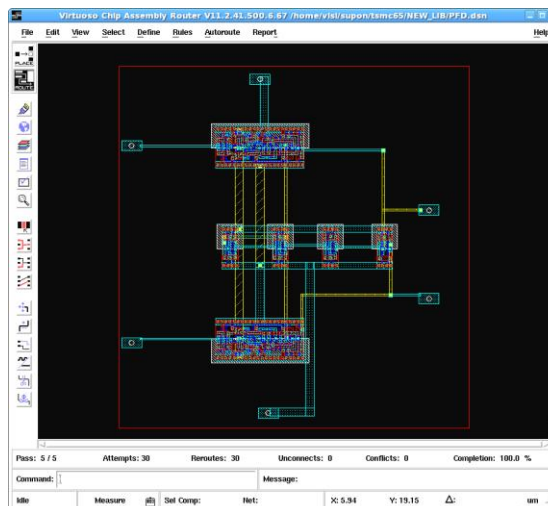 Virtuoso Chip Assembly Router V11.2.41.500.6.67 /home/vlsi/supon/tsmc65/NEW_LIB/PFD.dsn
File Edit View Select Define Rules Autoroute Report Help
PLACE
ROUTE
Pass: 5 / 5 Attempts: 30 Reroutes: 30 Unconnects: 0 Conflicts: 0 Completion: 100.0 %
Command: Message:
Idle Measure Sel Comp: Net: X: 5.94 Y: 19.15 Δ: um